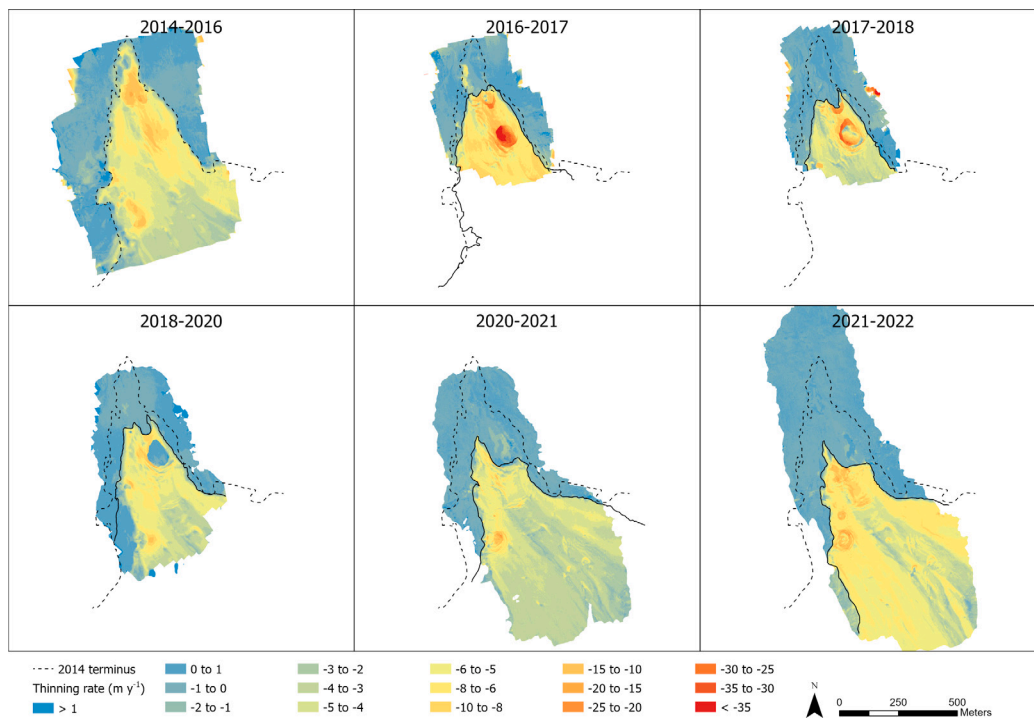 2014-2016
2016-2017
2017-2018
2018-2020
2020-2021
2021-2022
2014 terminus
Thinning rate (m y⁻¹)
> 1
0 to 1
-1 to 0
-2 to -1
-3 to -2
-4 to -3
-5 to -4
-6 to -5
-8 to -6
-10 to -8
-15 to -10
-20 to -15
-25 to -20
-30 to -25
-35 to -30
< -35
N
0 250 500
Meters